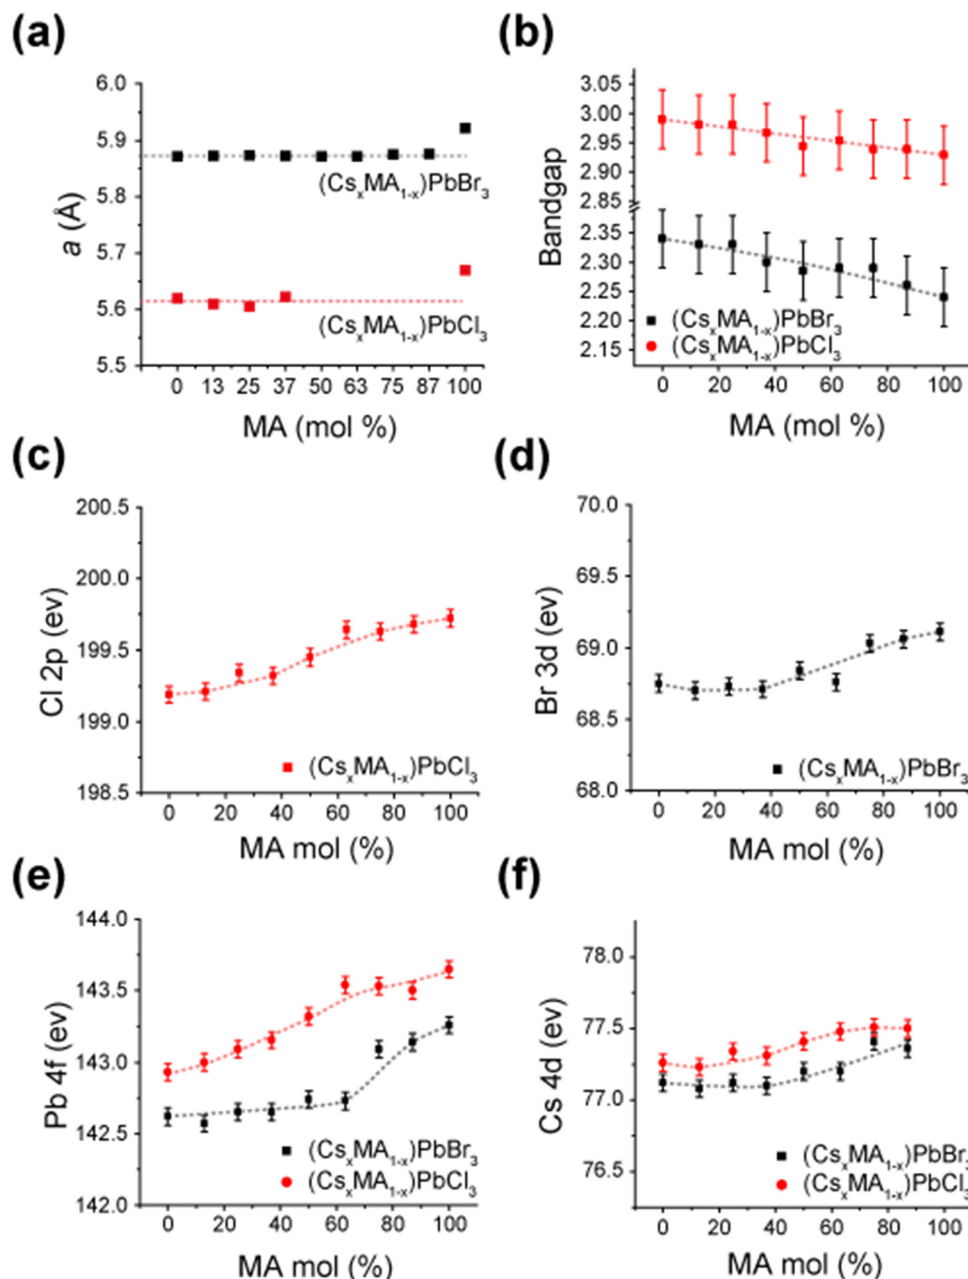 (a)
6.0
5.9
5.8
5.7
5.6
5.5
a (Å)
(CsₓMA₁₋ₓ)PbBr₃
(CsₓMA₁₋ₓ)PbCl₃
0 13 25 37 50 63 75 87 100
MA (mol %)
(b)
3.05
3.00
2.95
2.90
2.85
2.35
2.30
2.25
2.20
2.15
Bandgap
(CsₓMA₁₋ₓ)PbBr₃
(CsₓMA₁₋ₓ)PbCl₃
0 20 40 60 80 100
MA (mol %)
(c)
200.5
200.0
199.5
199.0
198.5
Cl 2p (ev)
(CsₓMA₁₋ₓ)PbCl₃
0 20 40 60 80 100
MA mol (%)
(d)
70.0
69.5
69.0
68.5
68.0
Br 3d (ev)
(CsₓMA₁₋ₓ)PbBr₃
0 20 40 60 80 100
MA mol (%)
(e)
144.0
143.5
143.0
142.5
142.0
Pb 4f (ev)
(CsₓMA₁₋ₓ)PbBr₃
(CsₓMA₁₋ₓ)PbCl₃
0 20 40 60 80 100
MA mol (%)
(f)
78.0
77.5
77.0
76.5
Cs 4d (ev)
(CsₓMA₁₋ₓ)PbBr₃
(CsₓMA₁₋ₓ)PbCl₃
0 20 40 60 80 100
MA mol (%)